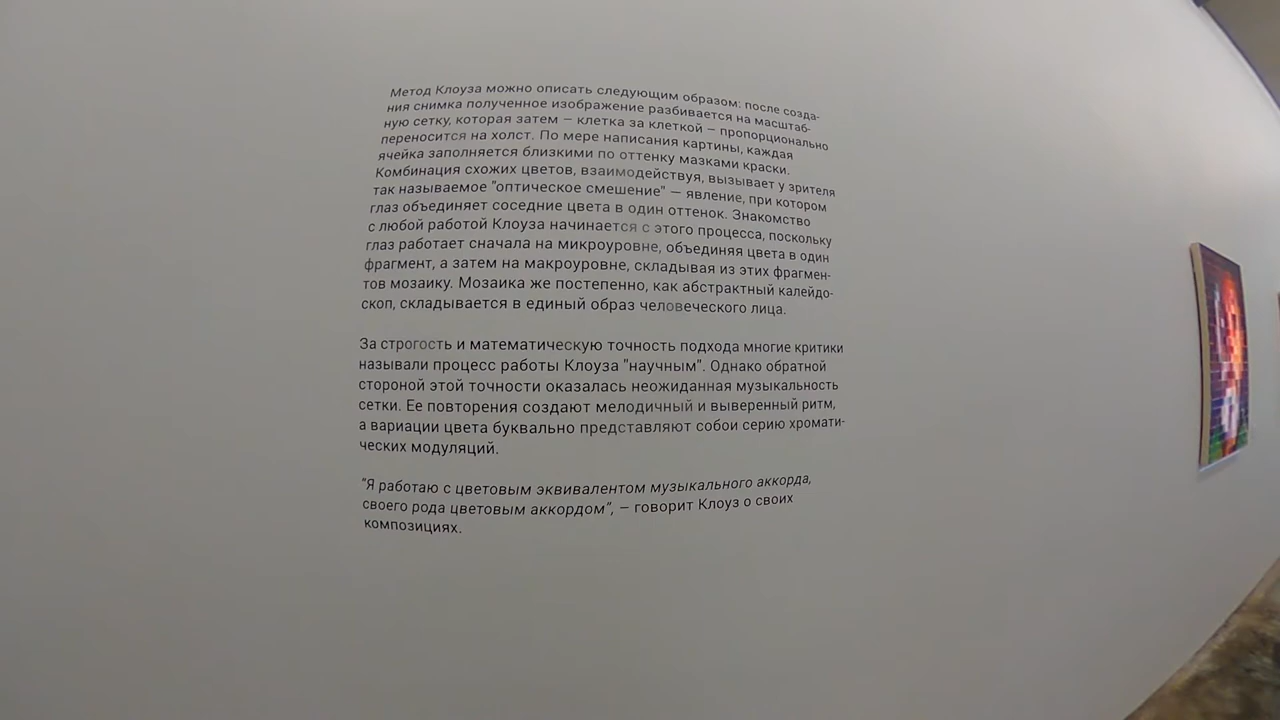 Метод Клоуза можно описать следующим образом: после созда-
ния снимка полученное изображение разбивается на масштаб-
ную сетку, которая затем – клетка за клеткой – пропорционально
переносится на холст. По мере написания картины, каждая
ячейка заполняется близкими по оттенку мазками краски.
Комбинация схожих цветов, взаимодействуя, вызывает у зрителя
так называемое "оптическое смешение" – явление, при котором
глаз объединяет соседние цвета в один оттенок. Знакомство
с любой работой Клоуза начинается с этого процесса, поскольку
глаз работает сначала на микроуровне, объединяя цвета в один
фрагмент, а затем на макроуровне, складывая из этих фрагмен-
тов мозаику. Мозаика же постепенно, как абстрактный калейдо-
скоп, складывается в единый образ человеческого лица.
За строгость и математическую точность подхода многие критики
называли процесс работы Клоуза "научным". Однако обратной
стороной этой точности оказалась неожиданная музыкальность
сетки. Ее повторения создают мелодичный и выверенный ритм,
а вариации цвета буквально представляют собои серию хромати-
ческих модуляций.
"Я работаю с цветовым эквивалентом музыкального аккорда,
своего рода цветовым аккордом", – говорит Клоуз о своих
композициях.